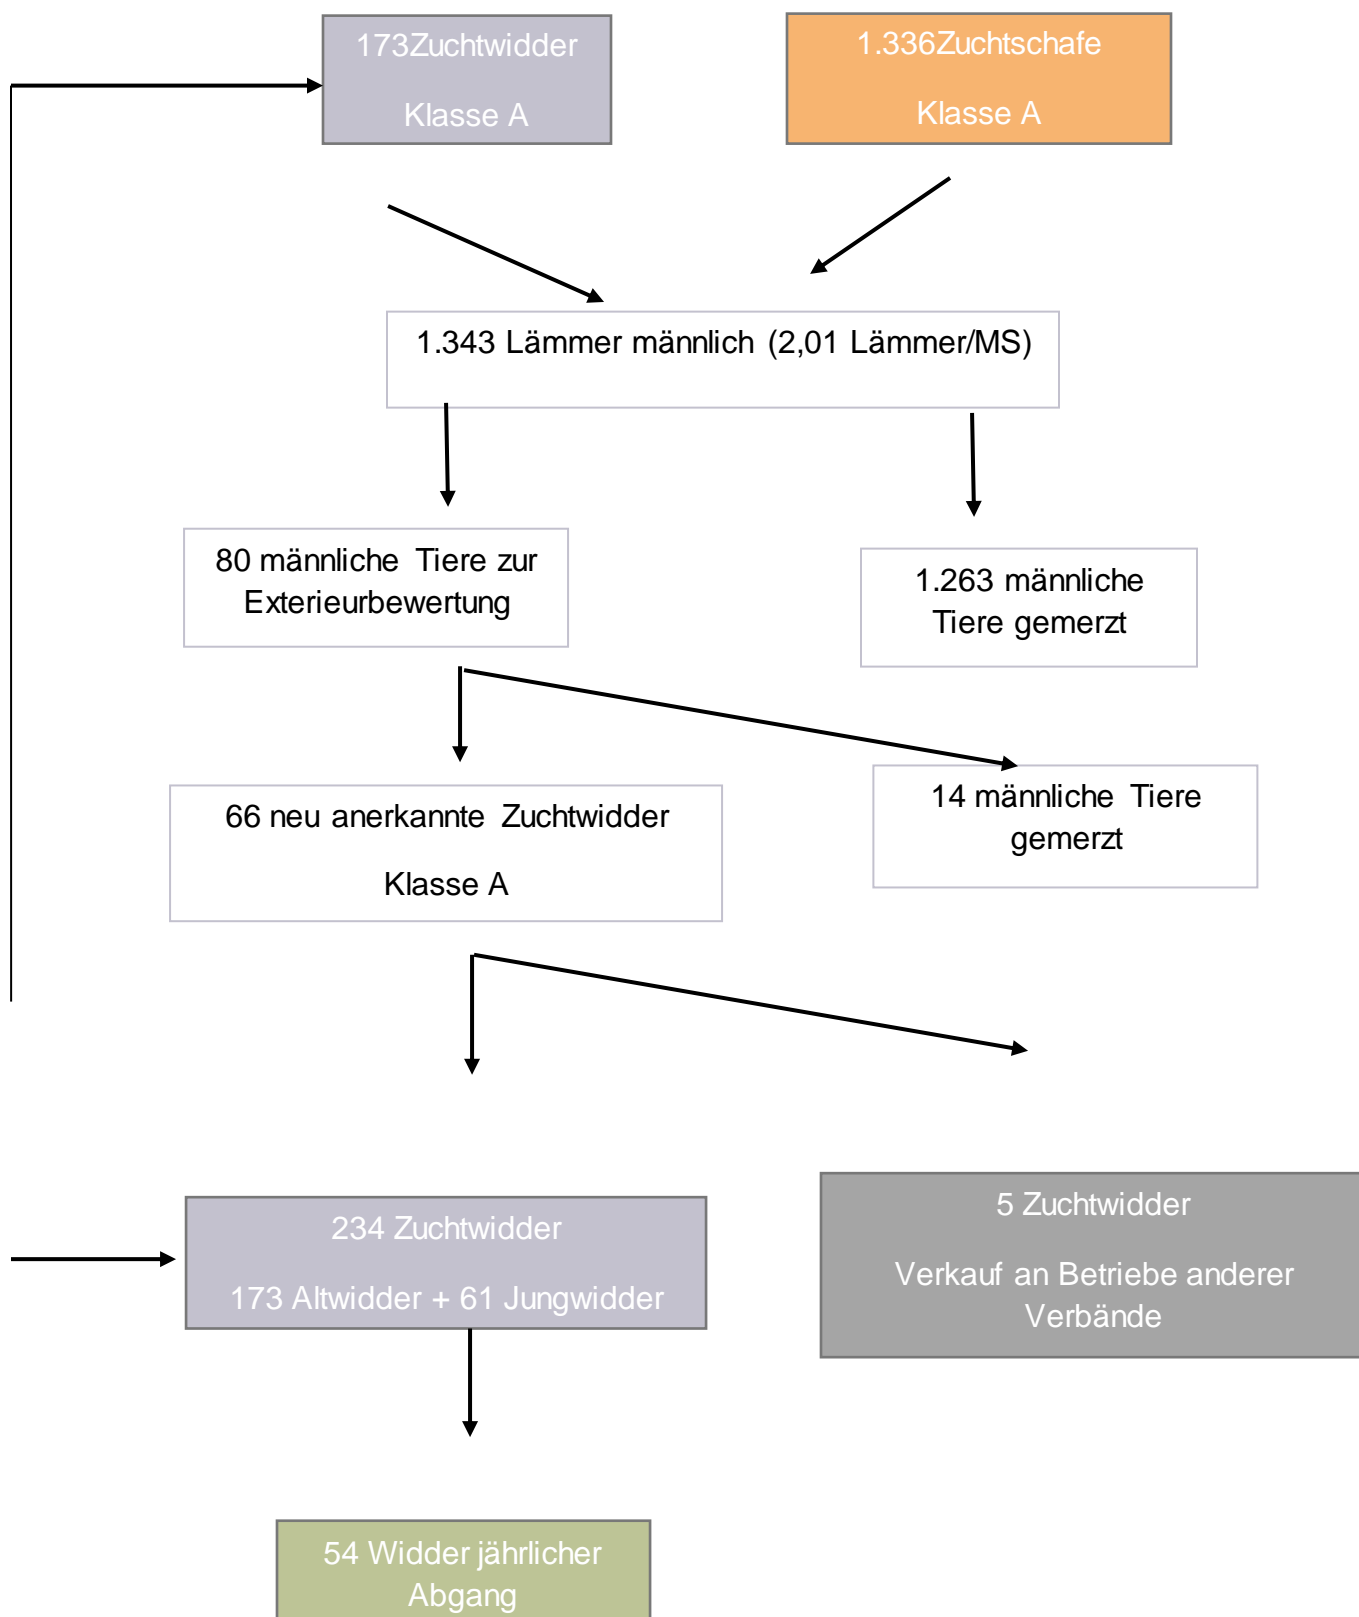 173Zuchtwidder
Klasse A
1.336Zuchtschafe
Klasse A
1.343 Lämmer männlich (2,01 Lämmer/MS)
80 männliche Tiere zur
Exterieurbewertung
1.263 männliche
Tiere gemerzt
66 neu anerkannte Zuchtwidder
Klasse A
14 männliche Tiere
gemerzt
234 Zuchtwidder
173 Altwidder + 61 Jungwidder
5 Zuchtwidder
Verkauf an Betriebe anderer
Verbände
54 Widder jährlicher
Abgang